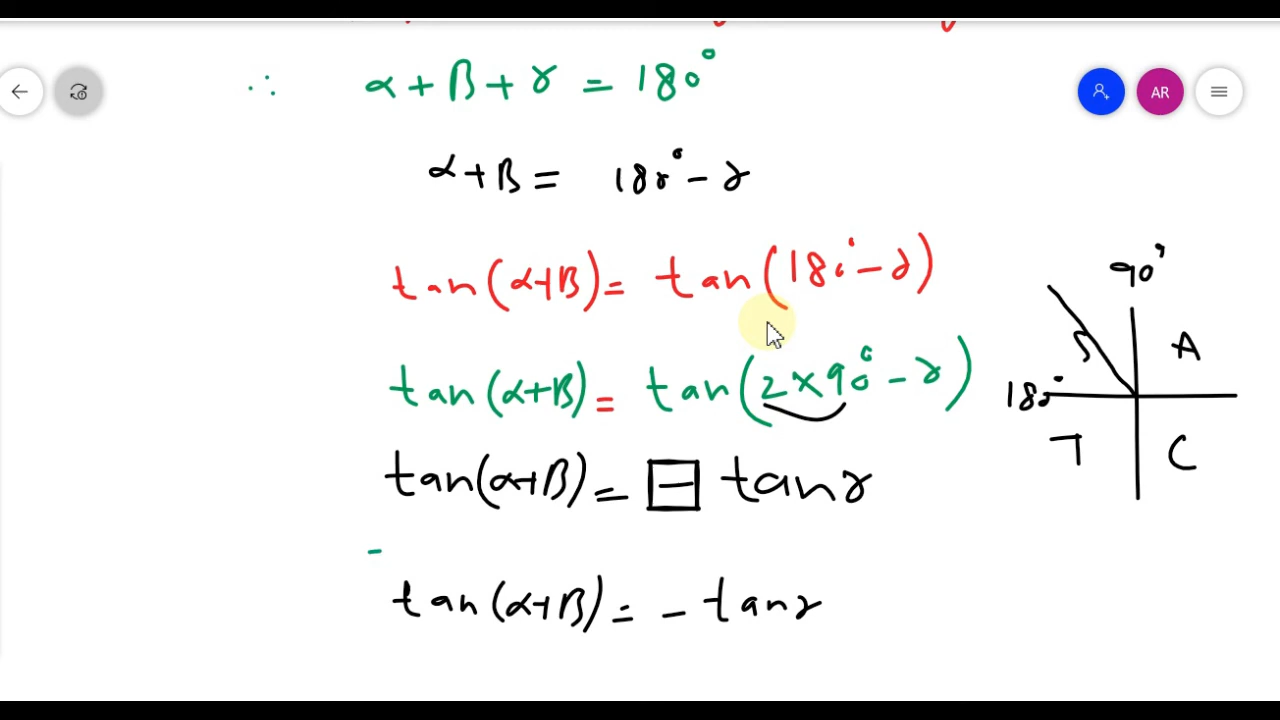 ∴ α + β + γ = 180°
α + β = 180° - γ
tan(α+β) = tan(180° - γ)
tan(α+β) = tan(2×90° - γ)
tan(α+β) = - tanγ
tan(α+β) = - tanγ
AR
90°
S
A
180°
T
C